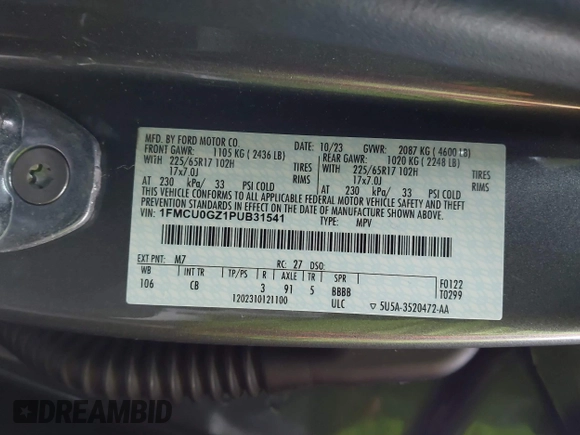 MFD. BY FORD MOTOR CO. 10/23 GVWR: 2087 KG ( 4600 LB)
FRONT GAWR: 1105 KG ( 2436 LB) REAR GAWR: 1020 KG ( 2248 LB)
WITH 225/65R17 102H WITH 225/65R17 102H
17x7.0J TIRES 17x7.0J TIRES
RIMS RIMS
AT 230 kPa/ 33 PSI COLD AT 230 kPa/ 33 PSI COLD
THIS VEHICLE CONFORMS TO ALL APPLICABLE FEDERAL MOTOR VEHICLE SAFETY AND THEFT
PREVENTION STANDARDS IN EFFECT ON THE DATE OF MANUFACTURE SHOWN ABOVE.
1FMCU0GZ1PUB31541 TYPE: MPV
EXT PNT: M7 RC: 27 DSO:
WB INT TR TP/PS R AXLE TR SPR F0122
106 CB 3 91 5 BBBB T0299
1202310121100 ULC ▽ 5U5A-3520472-AA
DREAMBID